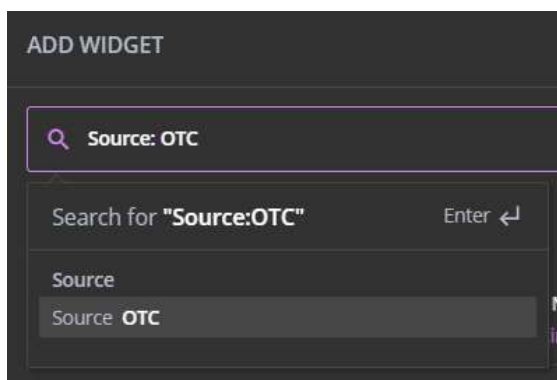 ADD WIDGET
Source: OTC
Search for "Source:OTC" Enter
Source
Source OTC